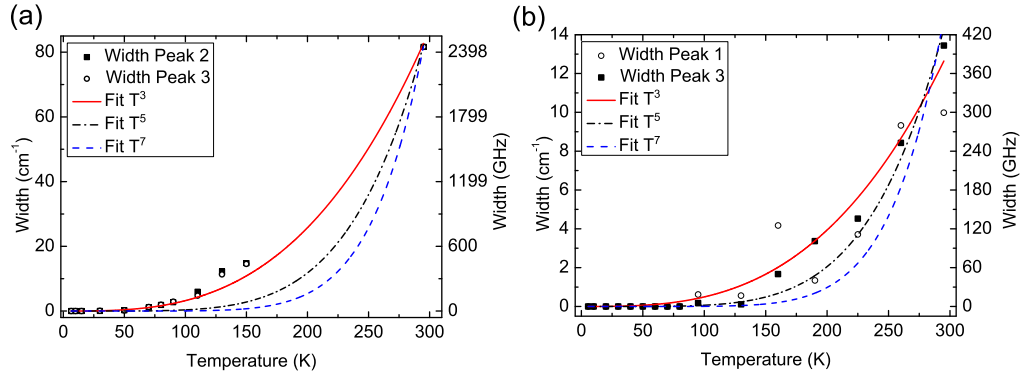 (a)
80
60
40
20
0
Width (cm⁻¹)
Width Peak 2
Width Peak 3
Fit T³
Fit T⁵
Fit T⁷
2398
1799
1199
600
0
Width (GHz)
0 50 100 150 200 250 300
Temperature (K)
(b)
14
12
10
8
6
4
2
0
Width (cm⁻¹)
Width Peak 1
Width Peak 3
Fit T³
Fit T⁵
Fit T⁷
420
360
300
240
180
120
60
0
Width (GHz)
0 50 100 150 200 250 300
Temperature (K)